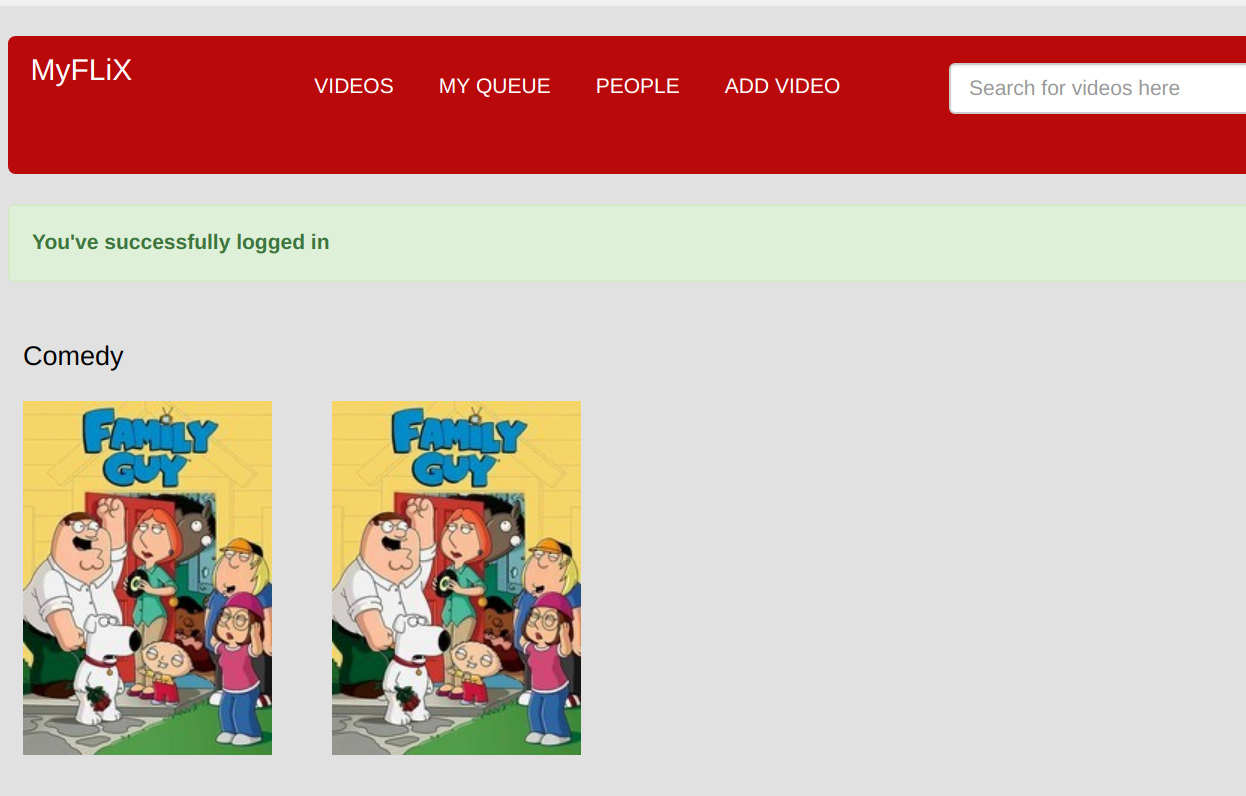 MyFLiX
VIDEOS MY QUEUE PEOPLE ADD VIDEO
Search for videos here
You've successfully logged in
Comedy
FAMILY GUY
FAMILY GUY